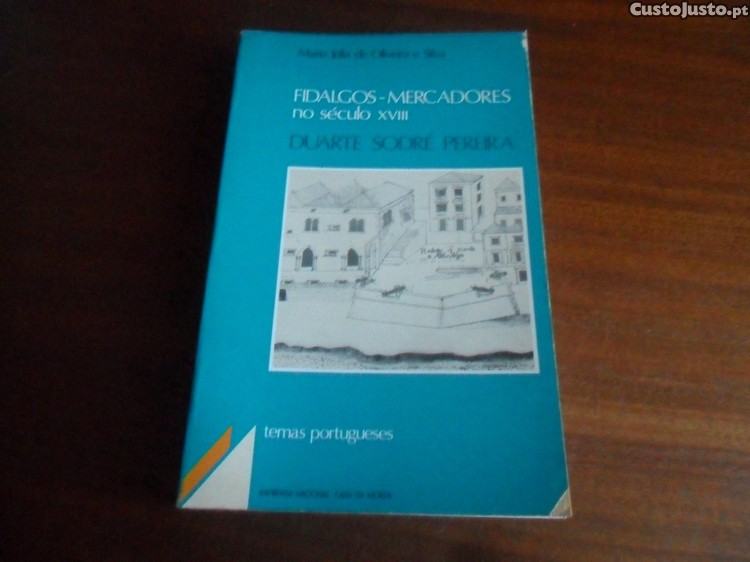 CustoJusto.pt
Maria Júlia de Oliveira e Silva
FIDALGOS-MERCADORES
no século XVIII
DUARTE SODRÉ PEREIRA
temas portugueses
IMPRENSA NACIONAL - CASA DA MOEDA